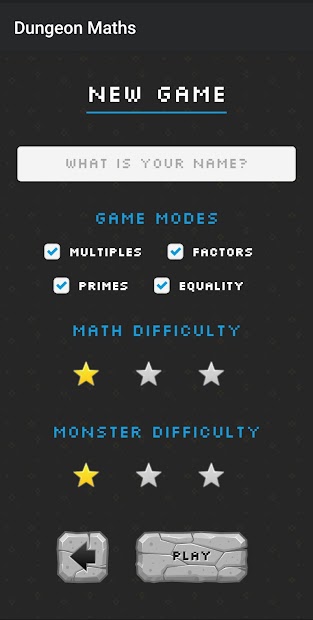 Dungeon Maths
NEW GAME
WHAT IS YOUR NAME?
GAME MODES
MULTIPLES FACTORS
PRIMES EQUALITY
MATH DIFFICULTY
MONSTER DIFFICULTY
PLAY